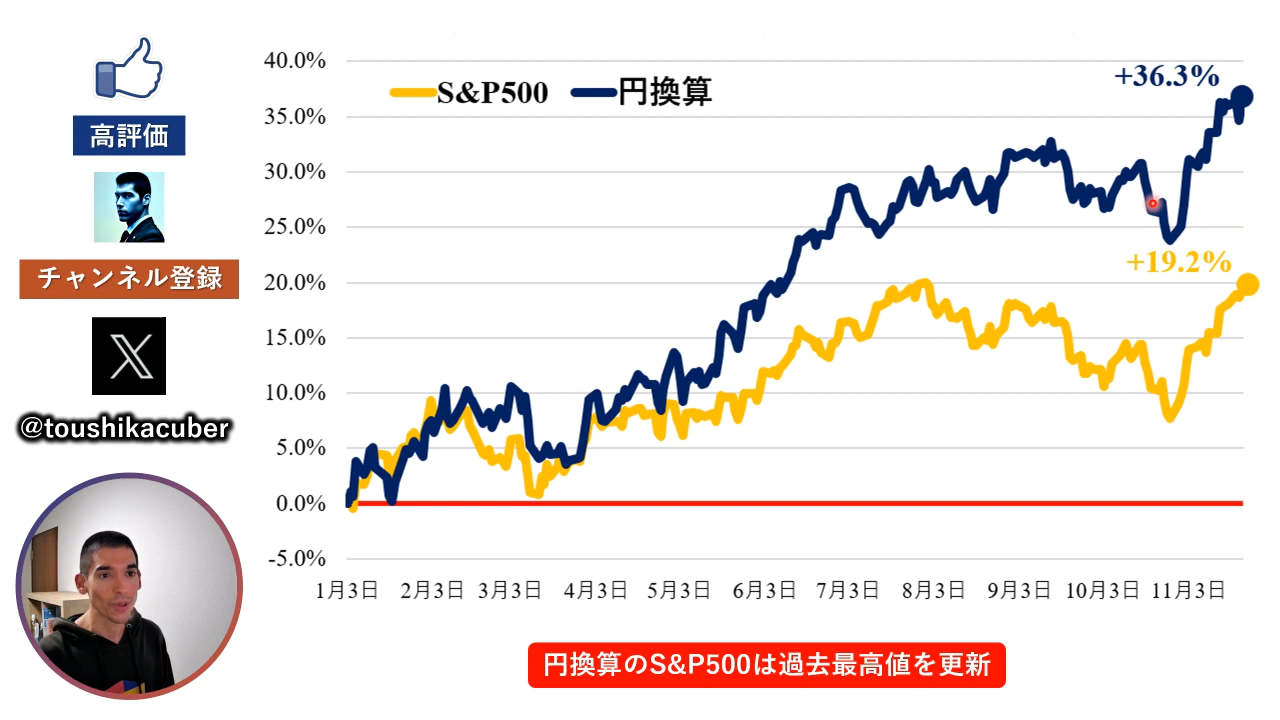 高評価
チャンネル登録
@toushikacuber
S&P500
円換算
+36.3%
+19.2%
40.0%
35.0%
30.0%
25.0%
20.0%
15.0%
10.0%
5.0%
0.0%
-5.0%
1月3日
2月3日
3月3日
4月3日
5月3日
6月3日
7月3日
8月3日
9月3日
10月3日
11月3日
円換算のS&P500は過去最高値を更新